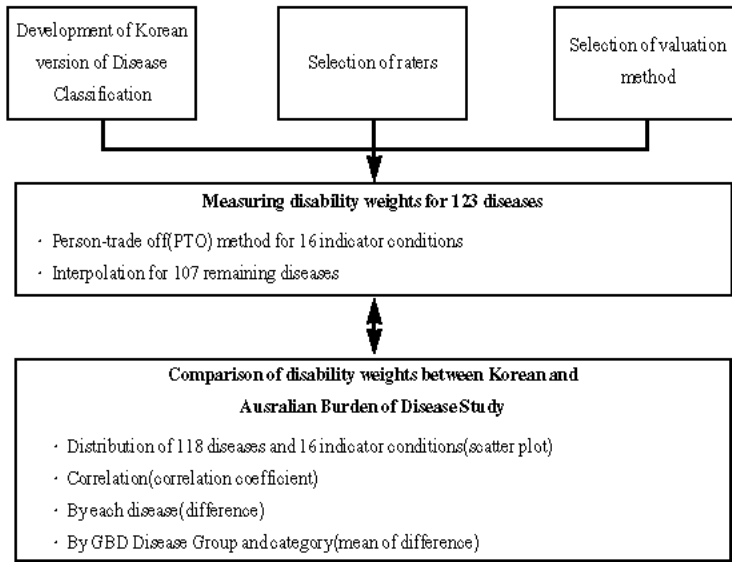 Development of Korean
version of Disease
Classification
Selection of raters
Selection of valuation
method
Measuring disability weights for 123 diseases
· Person-trade off(PTO) method for 16 indicator conditions
· Interpolation for 107 remaining diseases
Comparison of disability weights between Korean and
Ausralian Burden of Disease Study
· Distribution of 118 diseases and 16 indicator conditions(scatter plot)
· Correlation(correlation coefficient)
· By each disease(difference)
· By GBD Disease Group and category(mean of difference)